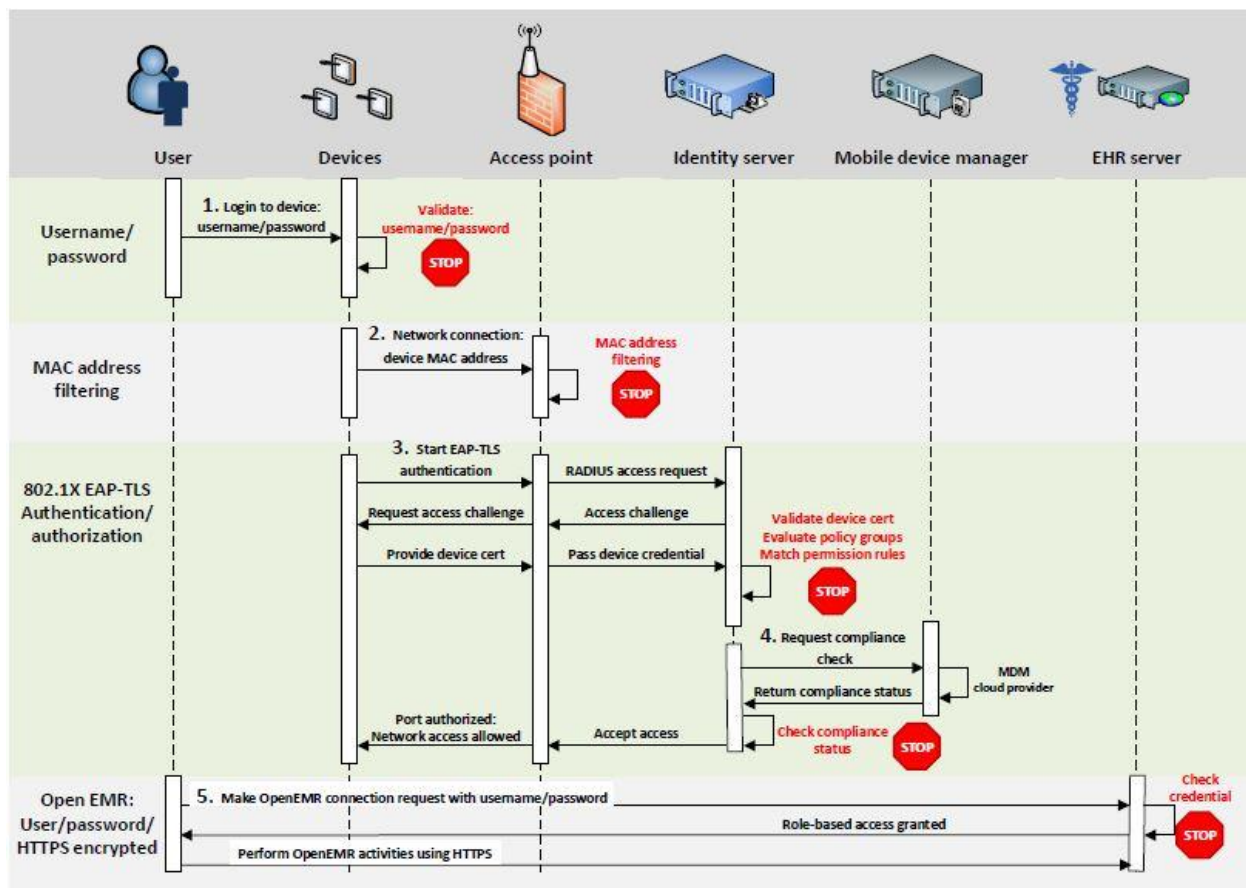 User
Devices
Access point
Identity server
Mobile device manager
EHR server
Username/
password
1. Login to device:
username/password
Validate:
username/password
STOP
MAC address
filtering
2. Network connection:
device MAC address
MAC address
filtering
STOP
802.1X EAP-TLS
Authentication/
authorization
3. Start EAP-TLS
authentication
RADIUS access request
Request access challenge
Access challenge
Provide device cert
Pass device credential
Validate device cert
Evaluate policy groups
Match permission rules
STOP
4. Request compliance
check
MDM
cloud provider
Return compliance status
Port authorized:
Network access allowed
Accept access
Check compliance
status
STOP
Open EMR:
User/password/
HTTPS encrypted
5. Make OpenEMR connection request with username/password
Check
credential
STOP
Role-based access granted
Perform OpenEMR activities using HTTPS